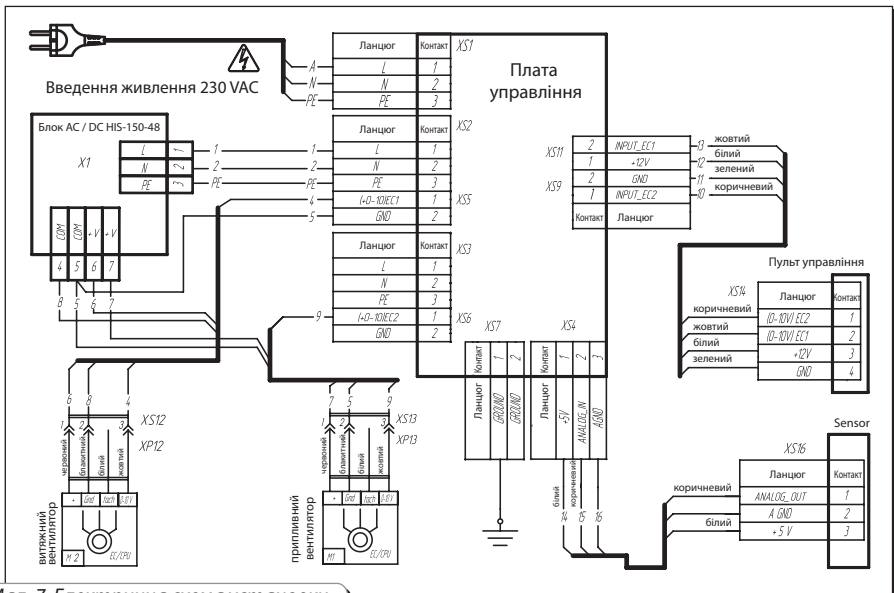 Введення живлення 230 VAC
A
N
PE
Ланцюг Контакт XS1
L 1
N 2
PE 3
Плата
управління
Блок AC / DC HIS-150-48
X1
L 1
N 2
PE 3
COM COM +V +V
4 5 6 7
8 5 6 7
1 1
2 2
PE PE
4
5
Ланцюг Контакт XS2
L 1
N 2
PE 3
(+0-10)EC1 1 XS5
GND 2
Ланцюг Контакт XS3
L 1
N 2
PE 3
9 (+0-10)EC2 1 XS6
GND 2
XS11 2 INPUT_EC1 13 жовтий
1 +12V 12 білий
XS9 2 GND 11 зелений
1 INPUT_EC2 10 коричневий
Контакт Ланцюг
Пульт управління
XS14 Ланцюг Контакт
коричневий (0-10V) EC2 1
жовтий (0-10V) EC1 2
білий +12V 3
зелений GND 4
XS7
Контакт 1 2
Ланцюг GROUND GROUND
XS4
Контакт 1 2 3
Ланцюг +5V ANALOG_IN AGND
білий коричневий
14 15 16
Sensor
XS16
Ланцюг Контакт
коричневий ANALOG_OUT 1
A GND 2
білий +5 V 3
6 8 4
1 2 3 XS12
XP12
червоний блакитний білий жовтий
+ Gnd tach 0-10 V
M 2 EC/CPU
витяжний
вентилятор
7 5 9
1 2 3 XS13
XP13
червоний блакитний білий жовтий
+ Gnd tach 0-10 V
M1 EC/CPU
припливний
вентилятор